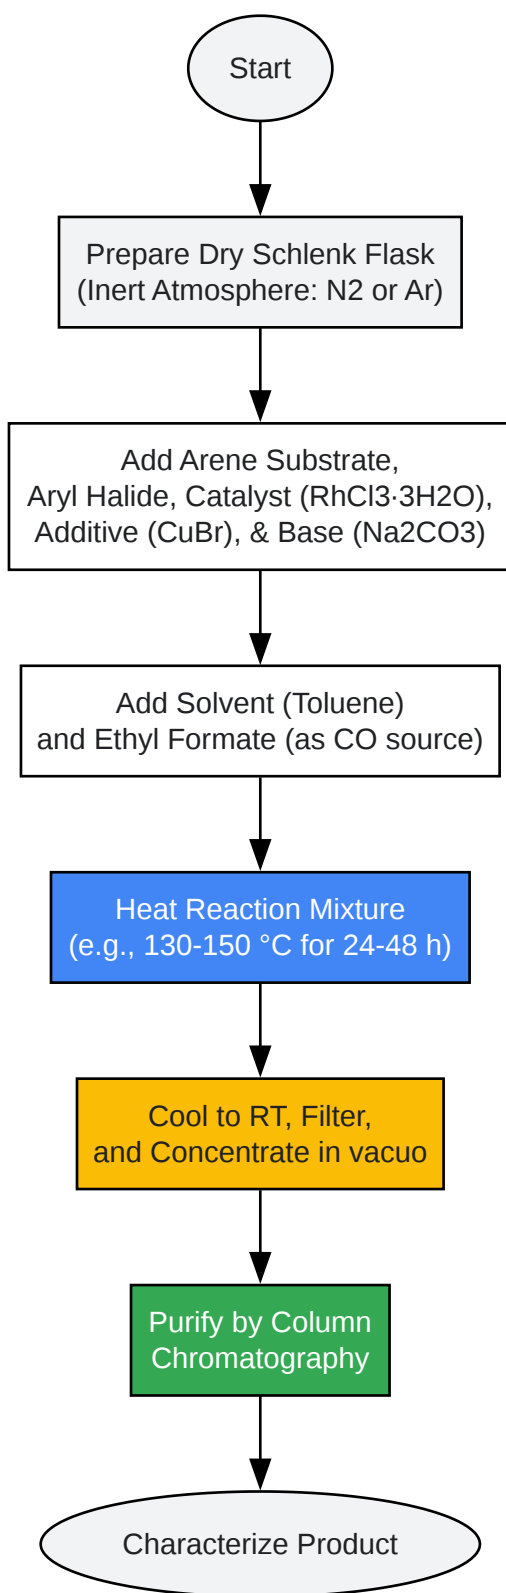 Start
Prepare Dry Schlenk Flask
(Inert Atmosphere: N2 or Ar)
Add Arene Substrate,
Aryl Halide, Catalyst (RhCl3·3H2O),
Additive (CuBr), & Base (Na2CO3)
Add Solvent (Toluene)
and Ethyl Formate (as CO source)
Heat Reaction Mixture
(e.g., 130-150 °C for 24-48 h)
Cool to RT, Filter,
and Concentrate in vacuo
Purify by Column
Chromatography
Characterize Product